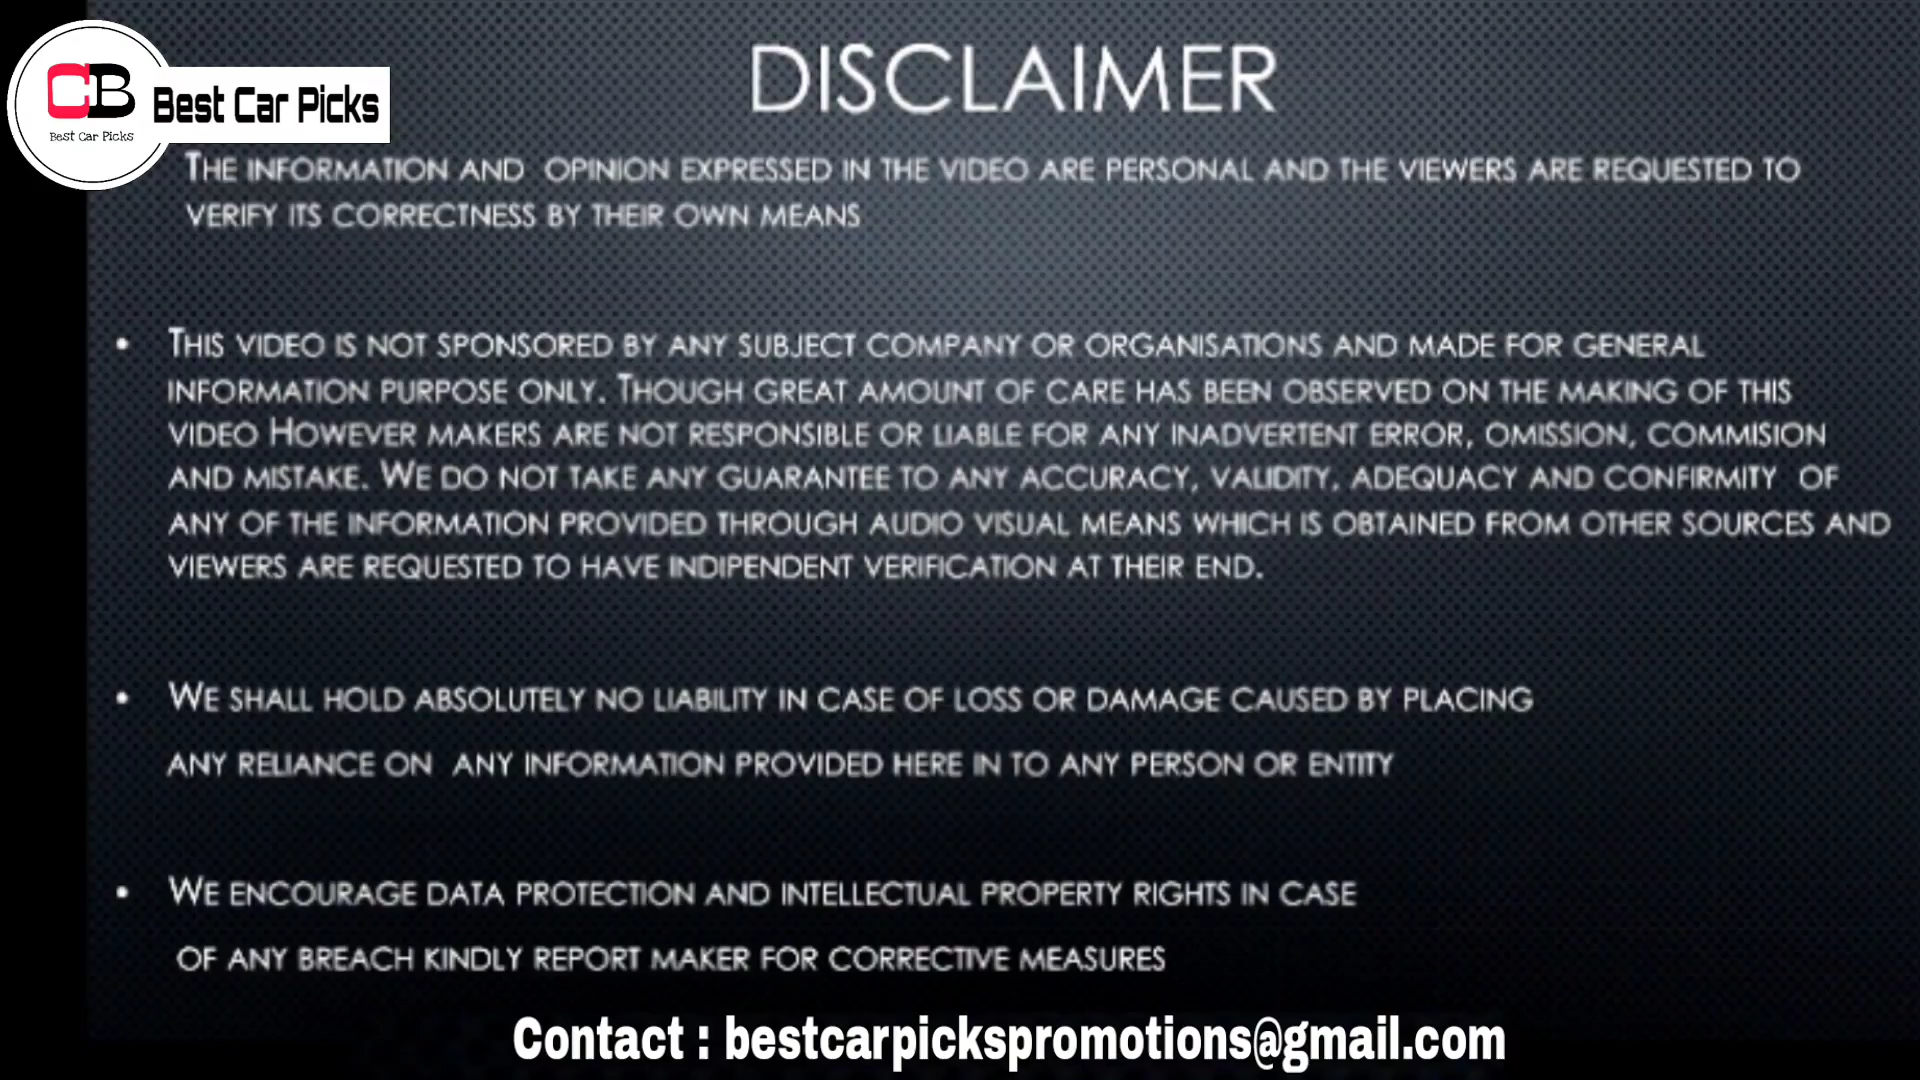 DISCLAIMER
CB
Best Car Picks
Best Car Picks
THE INFORMATION AND OPINION EXPRESSED IN THE VIDEO ARE PERSONAL AND THE VIEWERS ARE REQUESTED TO
VERIFY ITS CORRECTNESS BY THEIR OWN MEANS
• THIS VIDEO IS NOT SPONSORED BY ANY SUBJECT COMPANY OR ORGANISATIONS AND MADE FOR GENERAL
INFORMATION PURPOSE ONLY. THOUGH GREAT AMOUNT OF CARE HAS BEEN OBSERVED ON THE MAKING OF THIS
VIDEO HOWEVER MAKERS ARE NOT RESPONSIBLE OR LIABLE FOR ANY INADVERTENT ERROR, OMISSION, COMMISION
AND MISTAKE. WE DO NOT TAKE ANY GUARANTEE TO ANY ACCURACY, VALIDITY, ADEQUACY AND CONFIRMITY OF
ANY OF THE INFORMATION PROVIDED THROUGH AUDIO VISUAL MEANS WHICH IS OBTAINED FROM OTHER SOURCES AND
VIEWERS ARE REQUESTED TO HAVE INDIPENDENT VERIFICATION AT THEIR END.
• WE SHALL HOLD ABSOLUTELY NO LIABILITY IN CASE OF LOSS OR DAMAGE CAUSED BY PLACING
ANY RELIANCE ON ANY INFORMATION PROVIDED HERE IN TO ANY PERSON OR ENTITY
• WE ENCOURAGE DATA PROTECTION AND INTELLECTUAL PROPERTY RIGHTS IN CASE
OF ANY BREACH KINDLY REPORT MAKER FOR CORRECTIVE MEASURES
Contact : bestcarpickspromotions@gmail.com